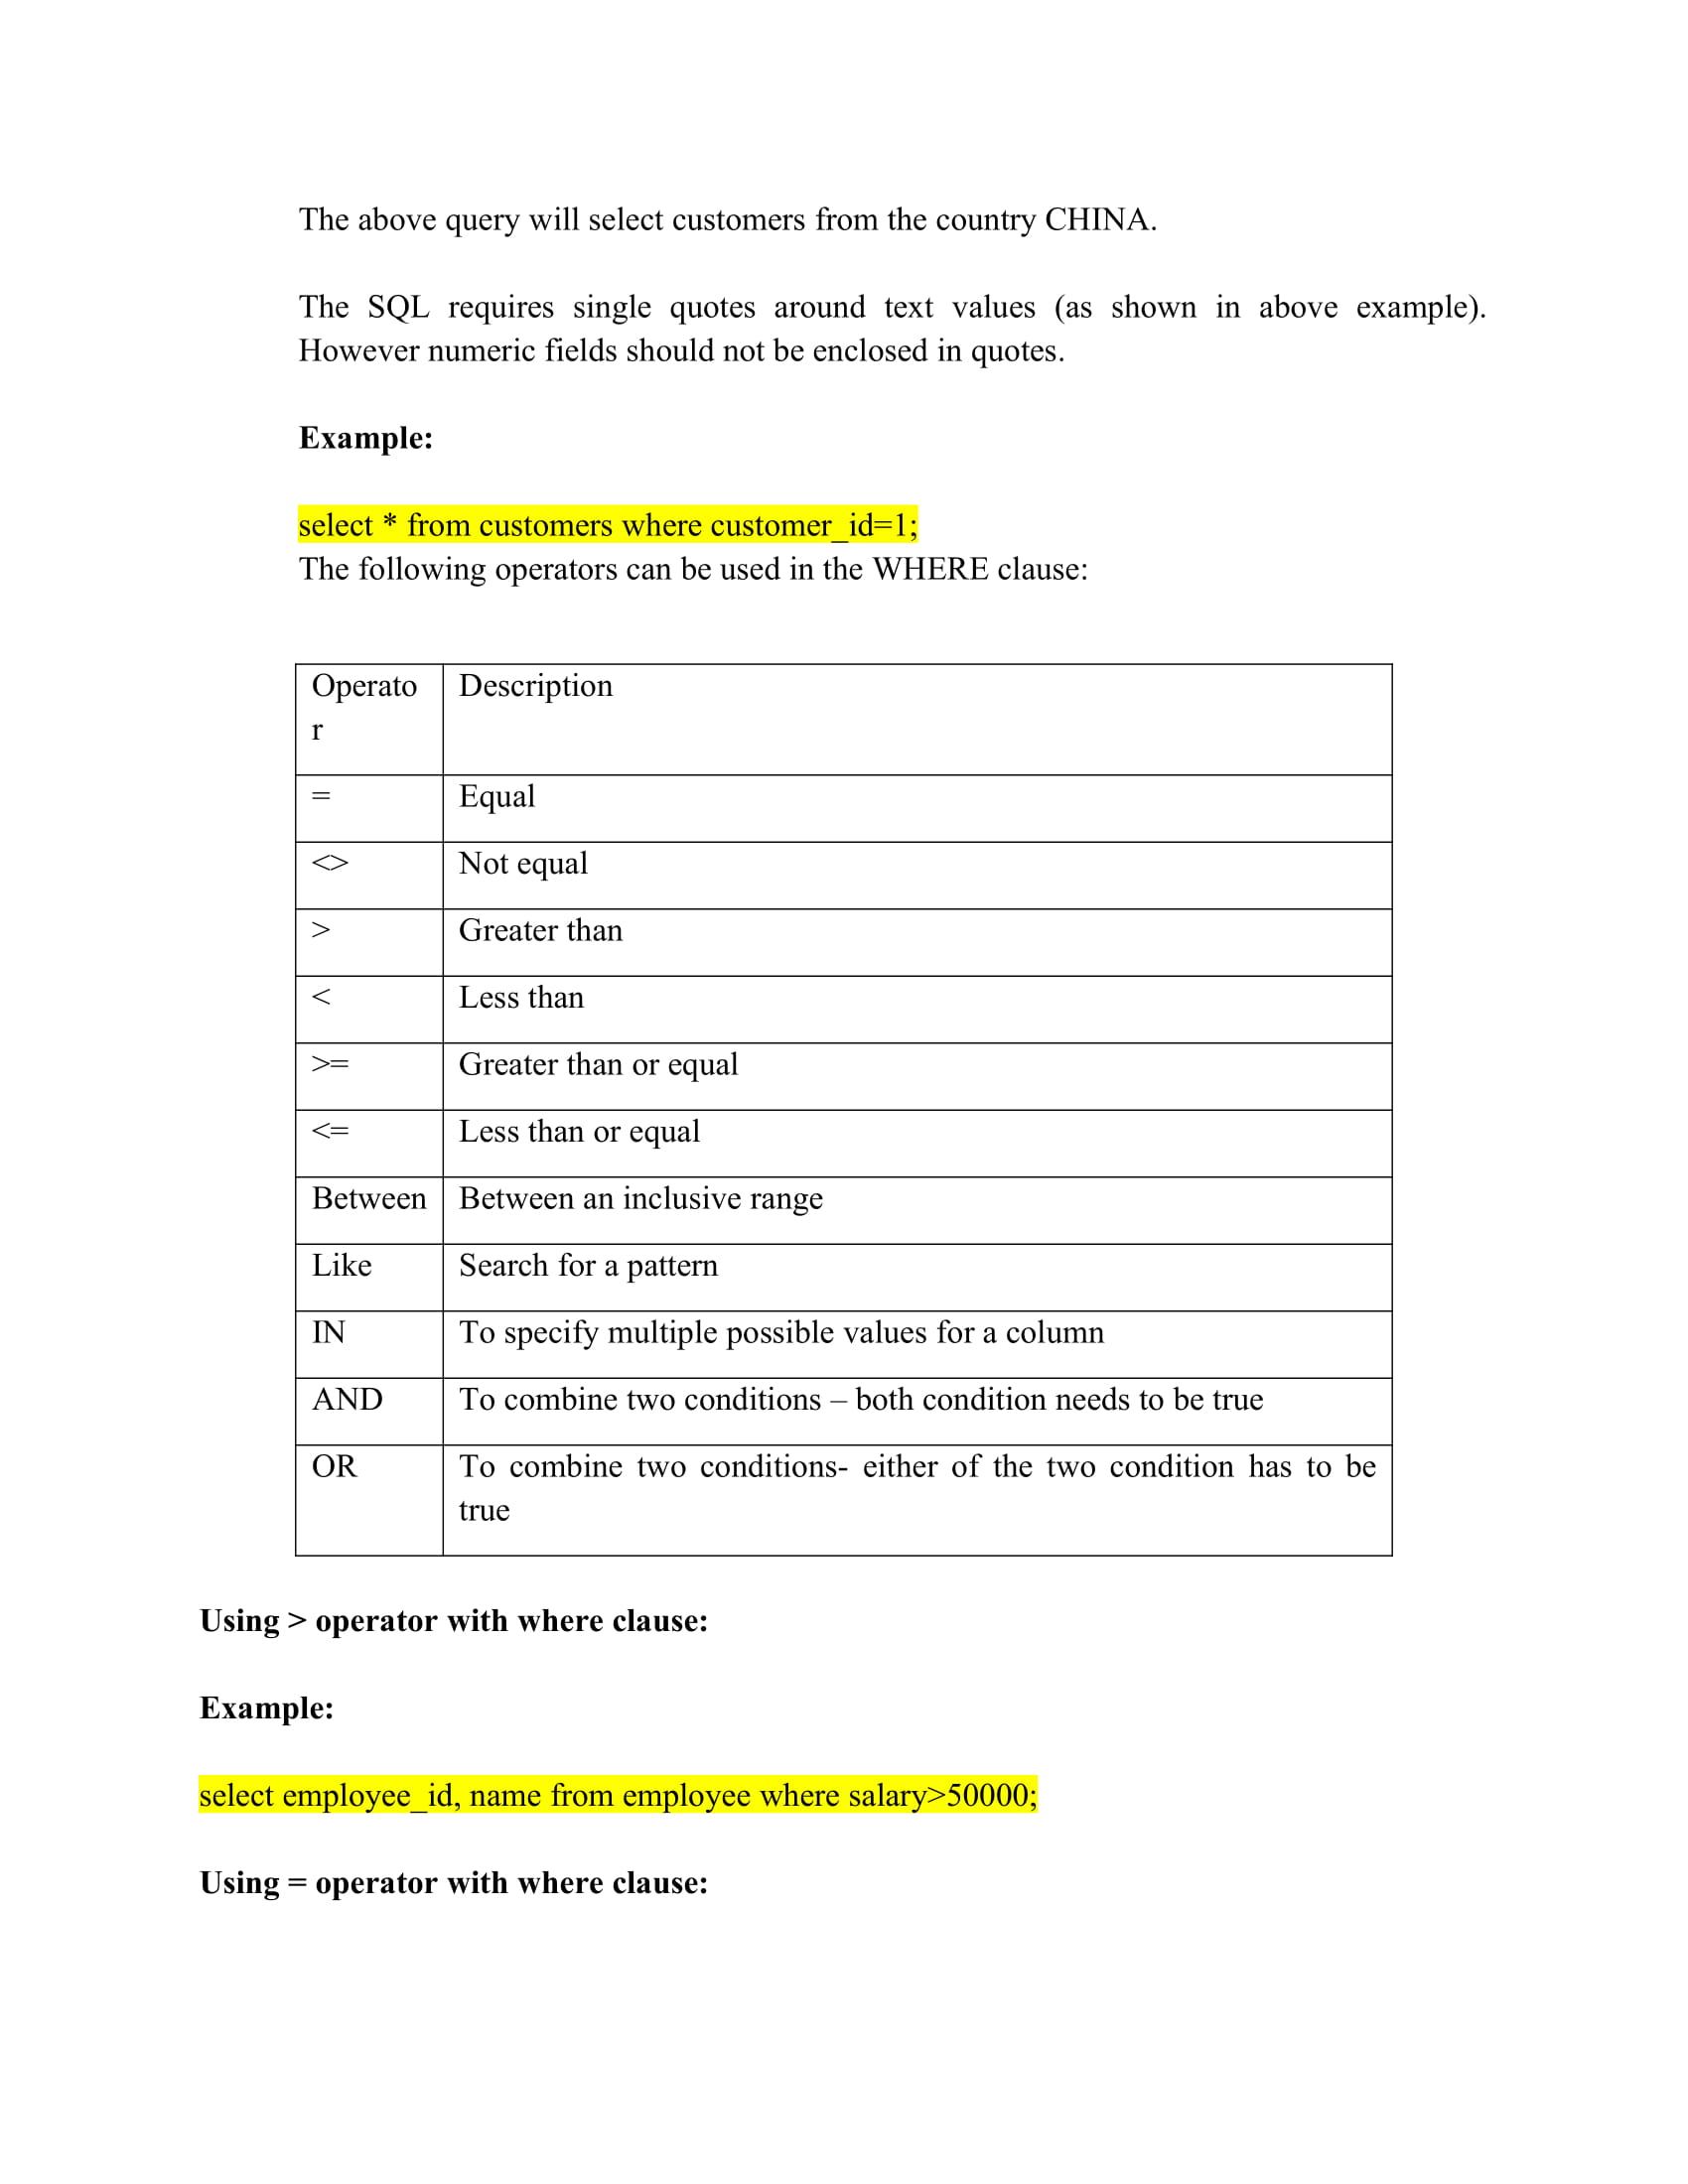 The above query will select customers from the country CHINA.
The SQL requires single quotes around text values (as shown in above example).
However numeric fields should not be enclosed in quotes.
Example:
select * from customers where customer_id=1;
The following operators can be used in the WHERE clause:
Operato
r
Description
=
Equal
<>
Not equal
>
Greater than
<
Less than
>=
Greater than or equal
<=
Less than or equal
Between
Between an inclusive range
Like
Search for a pattern
IN
To specify multiple possible values for a column
AND
To combine two conditions – both condition needs to be true
OR
To combine two conditions- either of the two condition has to be
true
Using > operator with where clause:
Example:
select employee_id, name from employee where salary>50000;
Using = operator with where clause: